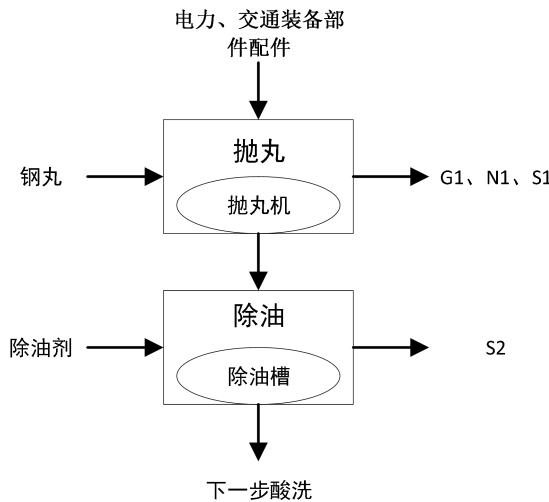 电力、交通装备部
件配件
抛丸
钢丸
G1、N1、S1
抛丸机
除油
除油剂
S2
除油槽
下一步酸洗